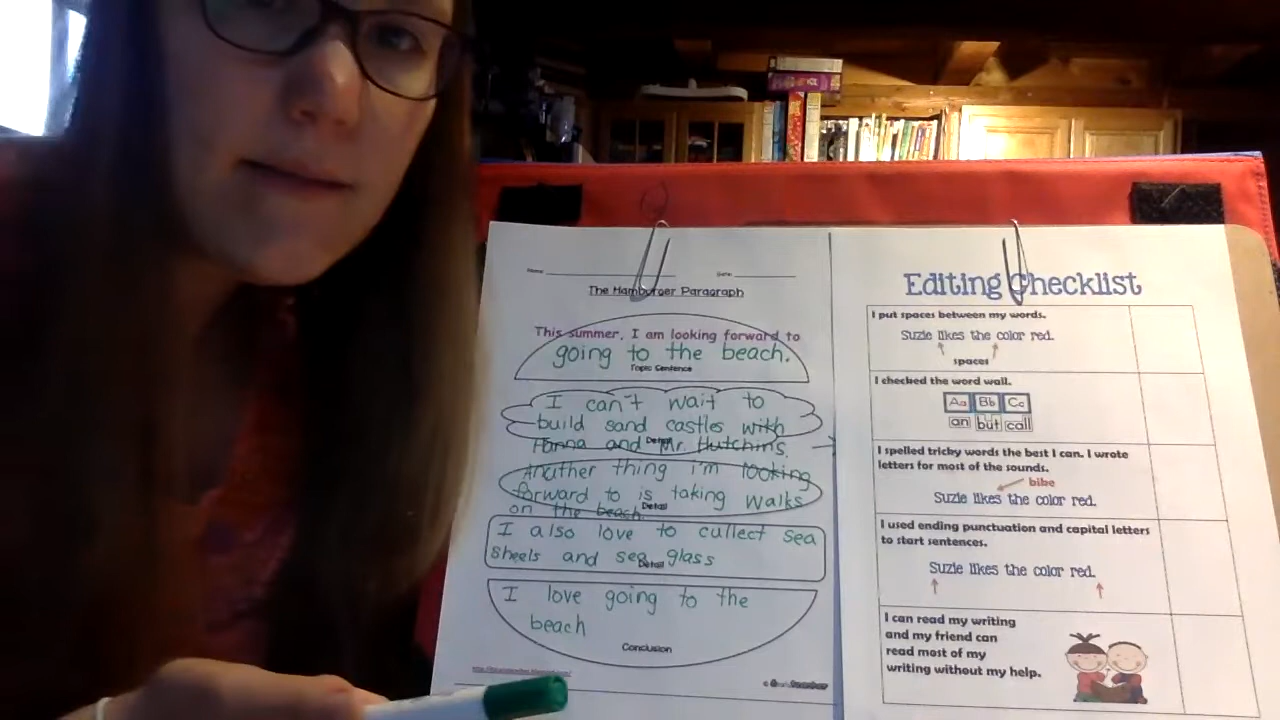 Name: Date:
The Hamburger Paragraph
This summer, I am looking forward to
going to the beach.
Topic Sentence
I can't wait to
build sand castles with
and Mr. Hutchins.
Detail
Another thing i'm looking
forward to is taking walks
on the beach.
Detail
I also love to cullect sea
sheels and sea glass
Detail
I love going to the
beach
Conclusion
Editing Checklist
I put spaces between my words.
Suzie likes the color red.
spaces
I checked the word wall.
Aa Bb Cc
an but call
I spelled tricky words the best I can. I wrote
letters for most of the sounds.
bike
Suzie likes the color red.
I used ending punctuation and capital letters
to start sentences.
Suzie likes the color red.
I can read my writing
and my friend can
read most of my
writing without my help.